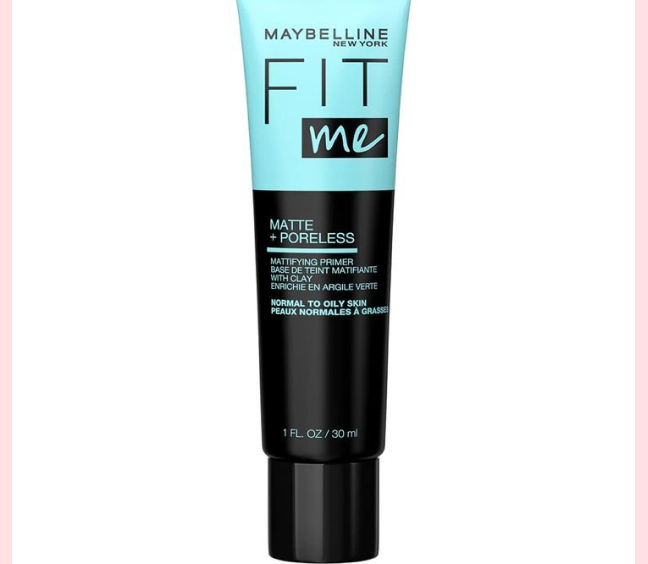 MAYBELLINE
NEW YORK
FIT
me
MATTE
+ PORELESS
MATTIFYING PRIMER
BASE DE TEINT MATIFIANTE
WITH CLAY
ENRICHIE EN ARGILE VERTE
NORMAL TO OILY SKIN
PEAUX NORMALES À GRASSES
1 FL. OZ / 30 ml